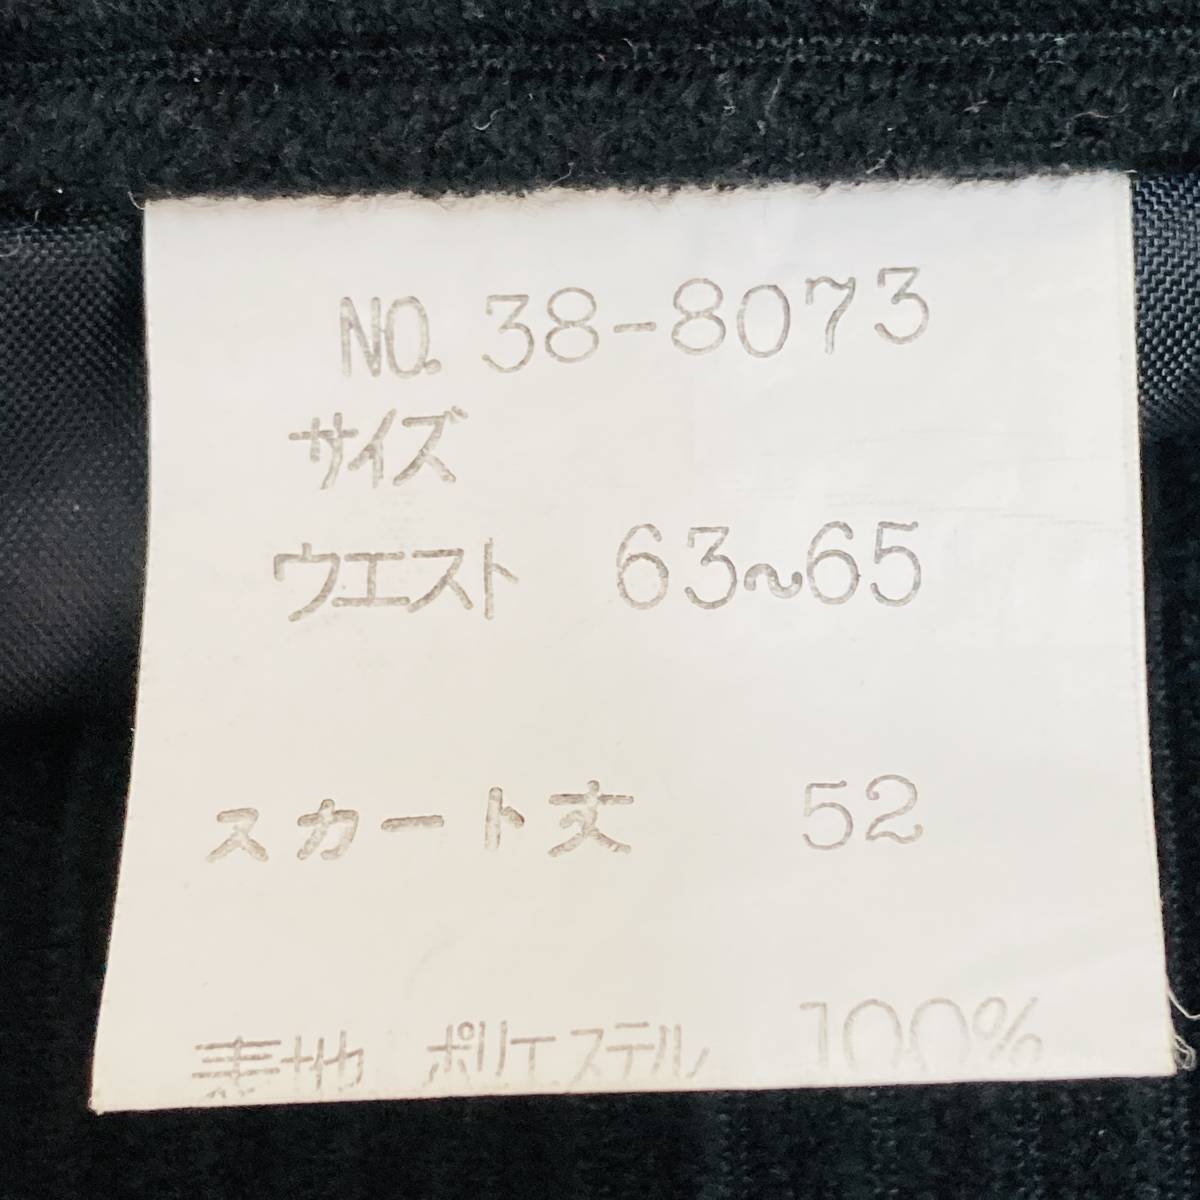 NO. 38-8073
サイズ
ウエスト 63~65
スカート丈 52
表地 ポリエステル 100%